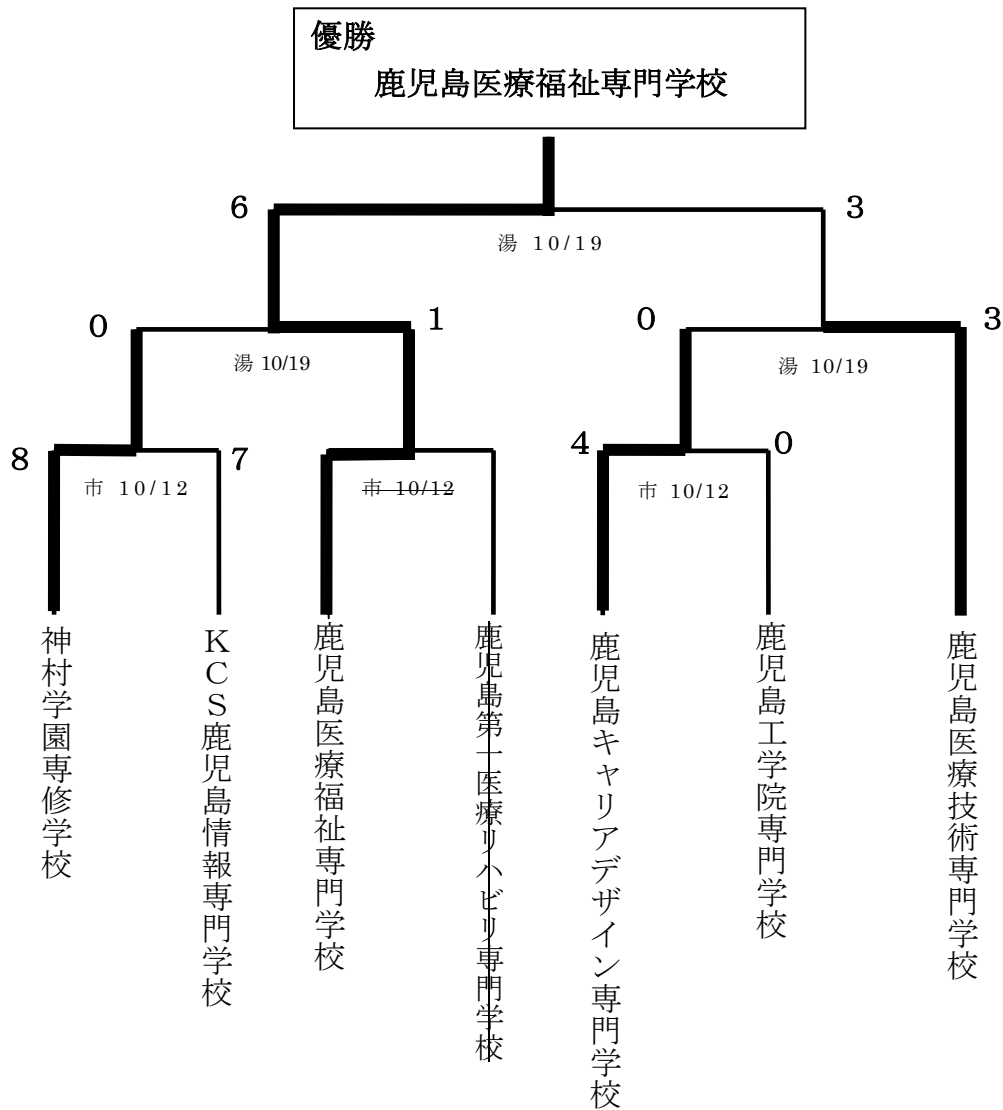 優勝
鹿児島医療福祉専門学校
6
3
湯 10/19
0
1
0
3
湯 10/19
湯 10/19
8
7
4
0
市 10/12
市 10/12
市 10/12
神村学園専修学校
KCS鹿児島情報専門学校
鹿児島医療福祉専門学校
鹿児島第一医療リハビリ専門学校
鹿児島キャリアデザイン専門学校
鹿児島工学院専門学校
鹿児島医療技術専門学校